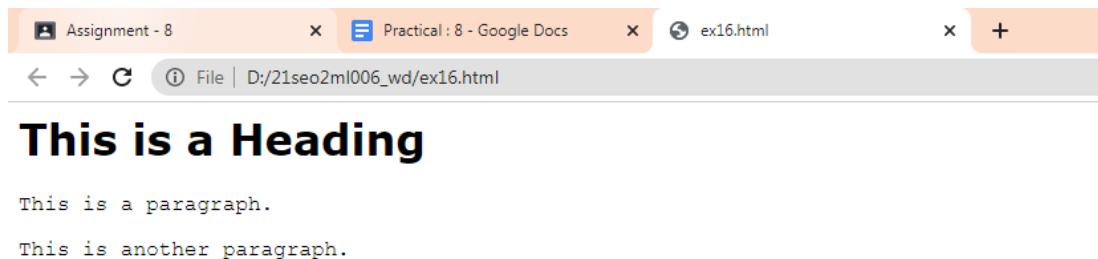 Assignment - 8 Practical : 8 - Google Docs ex16.html
File D:/21seo2ml006_wd/ex16.html
This is a Heading
This is a paragraph.
This is another paragraph.